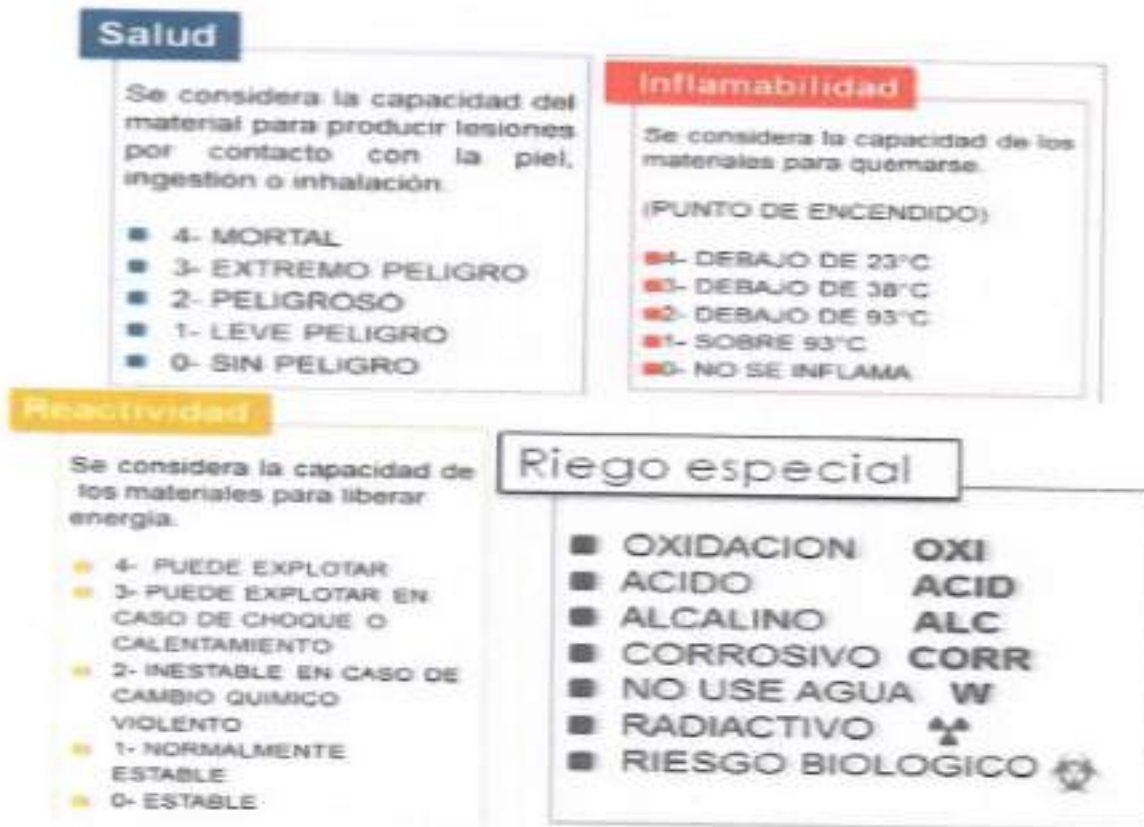 Salud
Se considera la capacidad del
material para producir lesiones
por contacto con la piel,
ingestión o inhalación.
4- MORTAL
3- EXTREMO PELIGRO
2- PELIGROSO
1- LEVE PELIGRO
0- SIN PELIGRO
Inflamabilidad
Se considera la capacidad de los
materiales para quemarse.
(PUNTO DE ENCENDIDO)
4- DEBAJO DE 23°C
3- DEBAJO DE 38°C
2- DEBAJO DE 93°C
1- SOBRE 93°C
0- NO SE INFLAMA
Reactividad
Se considera la capacidad de
los materiales para liberar
energía.
4- PUEDE EXPLOTAR
3- PUEDE EXPLOTAR EN
CASO DE CHOQUE O
CALENTAMIENTO
2- INESTABLE EN CASO DE
CAMBIO QUIMICO
VIOLENTO
1- NORMALMENTE
ESTABLE
0- ESTABLE
Riego especial
OXIDACION OXI
ACIDO ACID
ALCALINO ALC
CORROSIVO CORR
NO USE AGUA W
RADIACTIVO
RIESGO BIOLOGICO